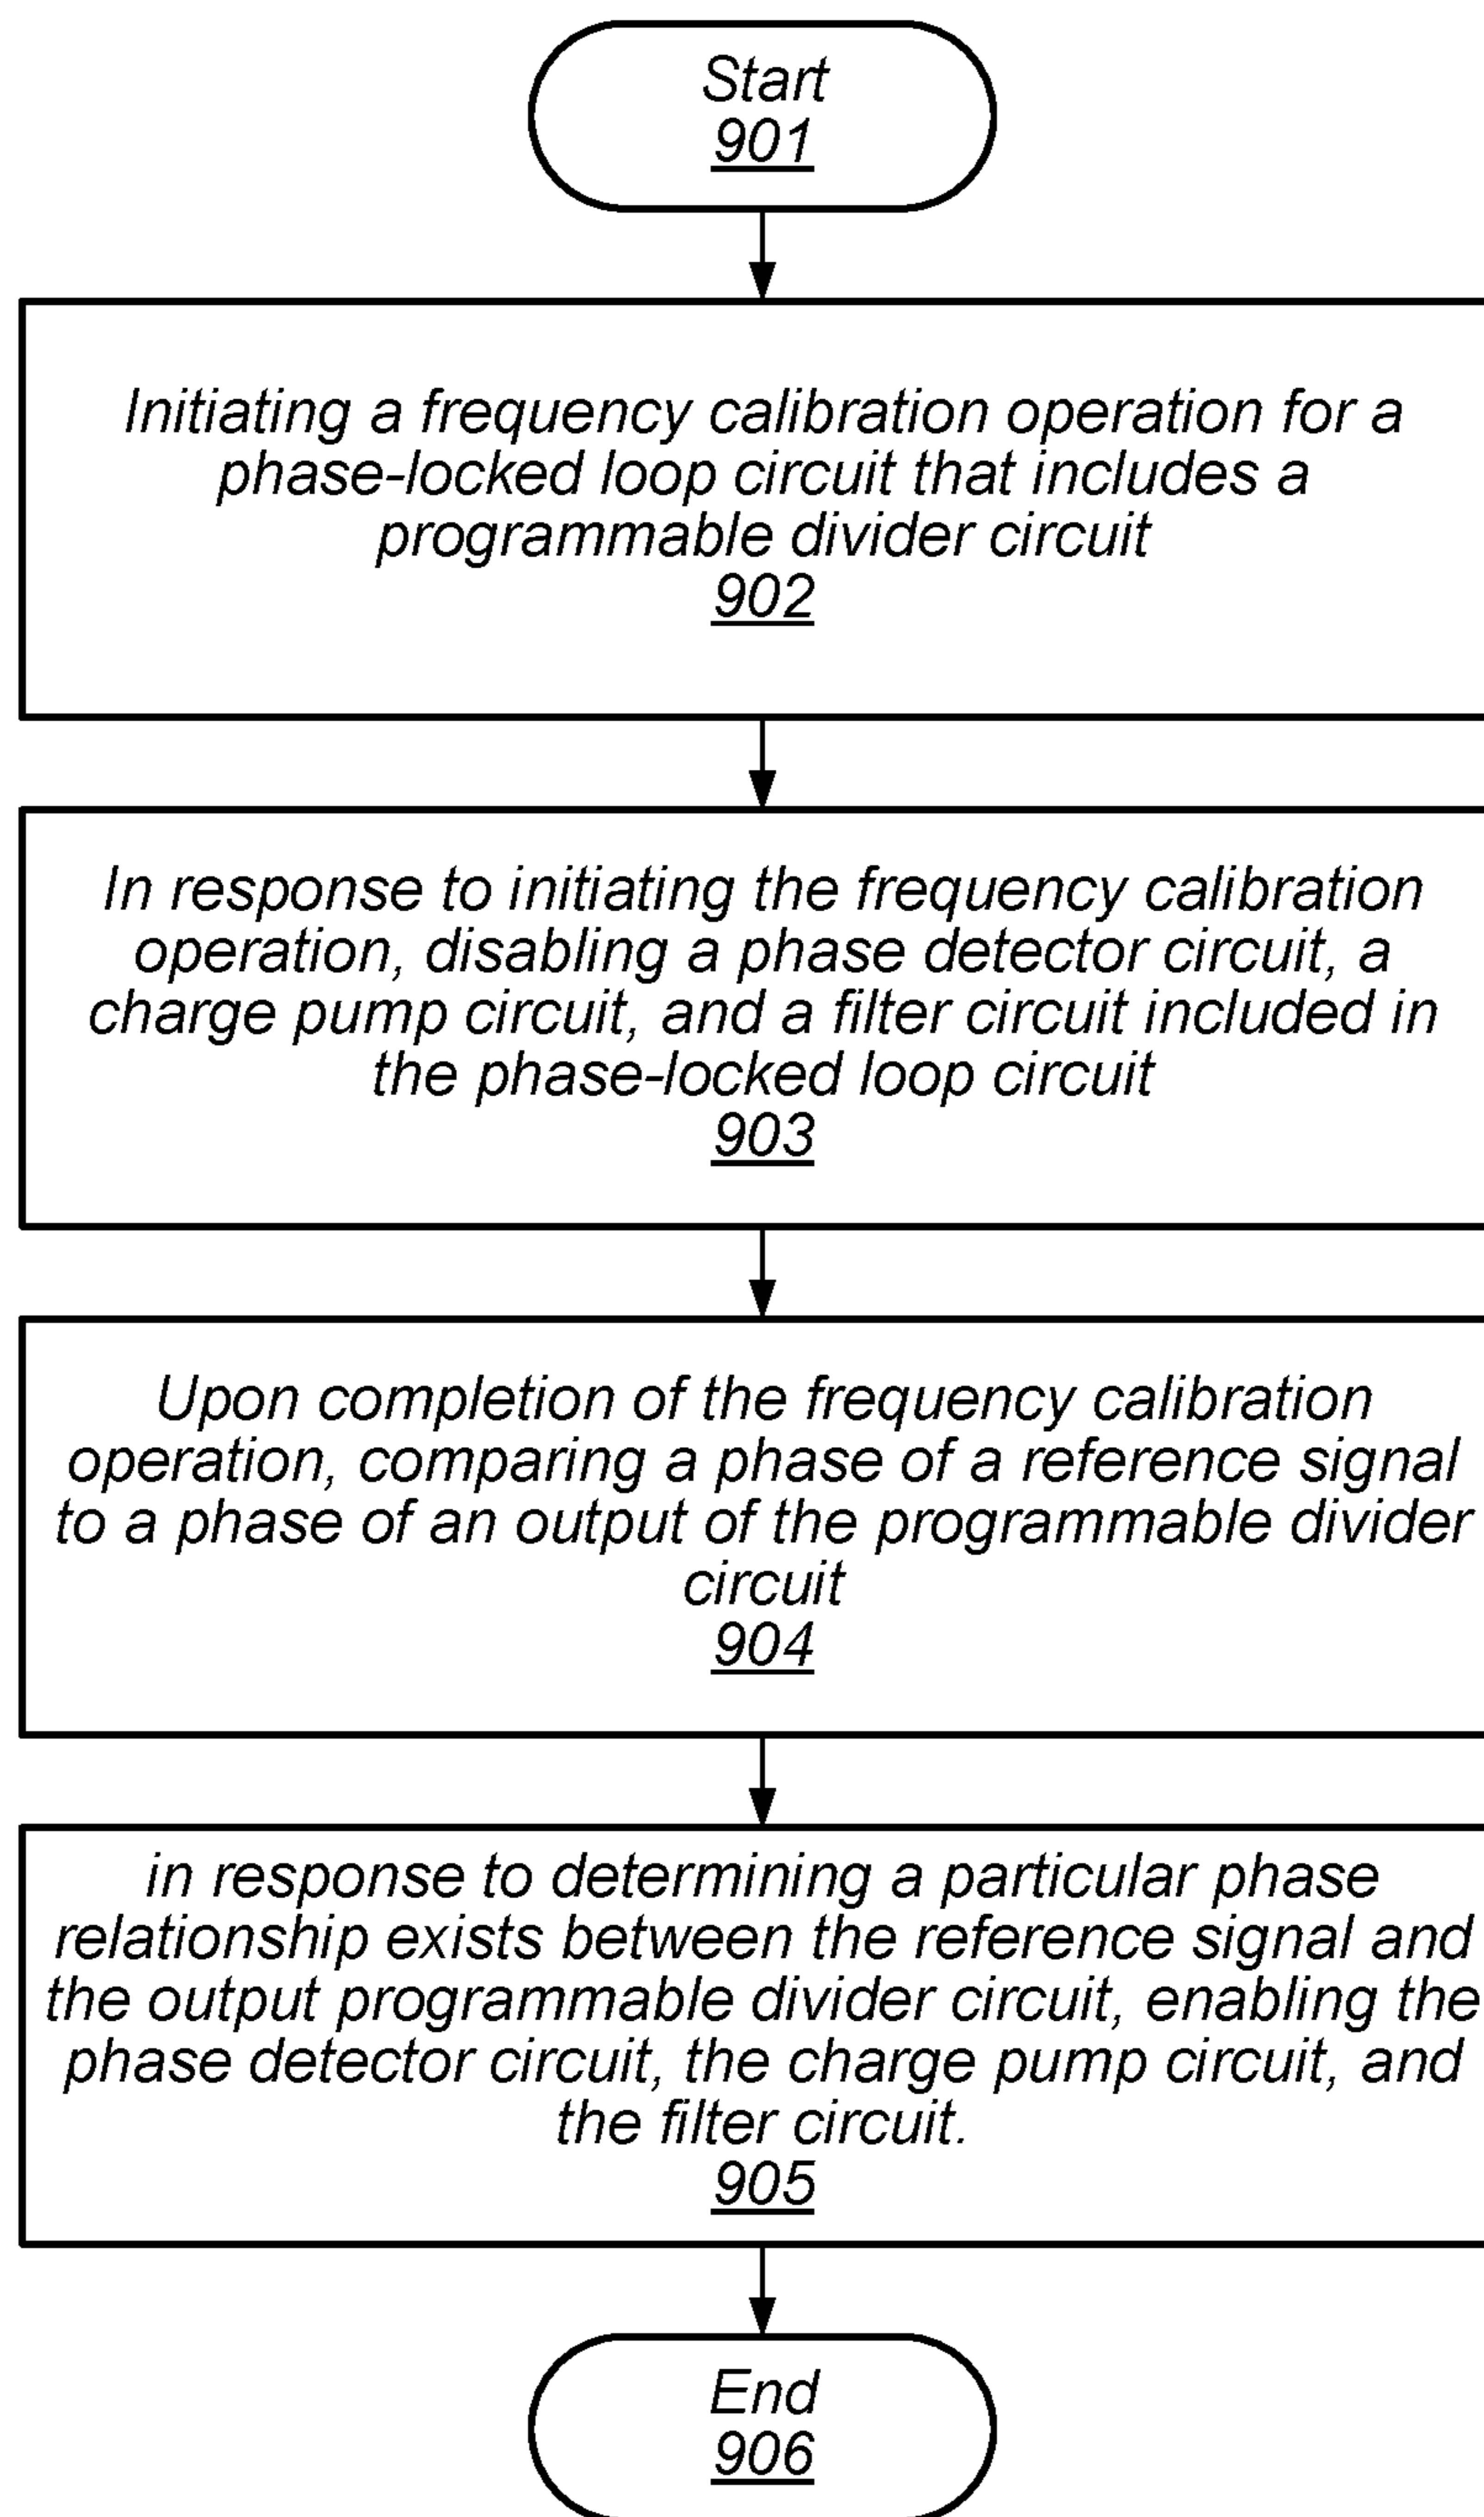 Start
901
Initiating a frequency calibration operation for a
phase-locked loop circuit that includes a
programmable divider circuit
902
In response to initiating the frequency calibration
operation, disabling a phase detector circuit, a
charge pump circuit, and a filter circuit included in
the phase-locked loop circuit
903
Upon completion of the frequency calibration
operation, comparing a phase of a reference signal
to a phase of an output of the programmable divider
circuit
904
in response to determining a particular phase
relationship exists between the reference signal and
the output programmable divider circuit, enabling the
phase detector circuit, the charge pump circuit, and
the filter circuit.
905
End
906